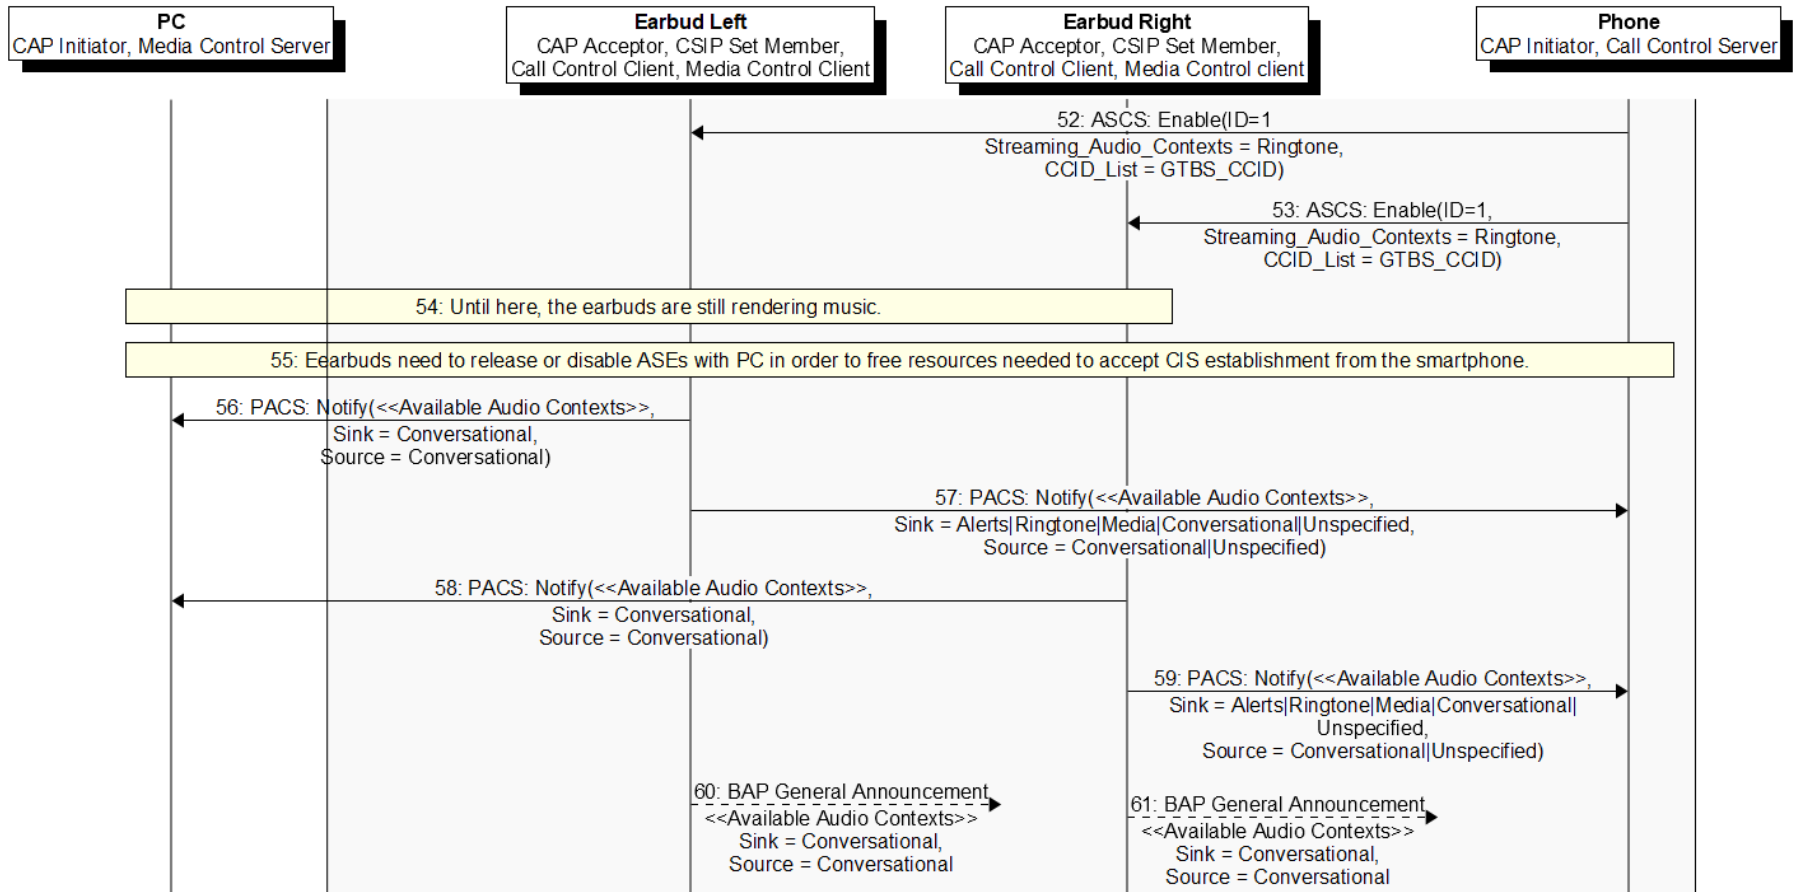 PC
CAP Initiator, Media Control Server
Earbud Left
CAP Acceptor, CSIP Set Member,
Call Control Client, Media Control Client
Earbud Right
CAP Acceptor, CSIP Set Member,
Call Control Client, Media Control client
Phone
CAP Initiator, Call Control Server
52: ASCS: Enable(ID=1
Streaming_Audio_Contexts = Ringtone,
CCID_List = GTBS_CCID)
53: ASCS: Enable(ID=1,
Streaming_Audio_Contexts = Ringtone,
CCID_List = GTBS_CCID)
54: Until here, the earbuds are still rendering music.
55: Eearbuds need to release or disable ASEs with PC in order to free resources needed to accept CIS establishment from the smartphone.
56: PACS: Notify(<<Available Audio Contexts>>,
Sink = Conversational,
Source = Conversational)
57: PACS: Notify(<<Available Audio Contexts>>,
Sink = Alerts|Ringtone|Media|Conversational|Unspecified,
Source = Conversational|Unspecified)
58: PACS: Notify(<<Available Audio Contexts>>,
Sink = Conversational,
Source = Conversational)
59: PACS: Notify(<<Available Audio Contexts>>,
Sink = Alerts|Ringtone|Media|Conversational|
Unspecified,
Source = Conversational|Unspecified)
60: BAP General Announcement
<<Available Audio Contexts>>
Sink = Conversational,
Source = Conversational
61: BAP General Announcement
<<Available Audio Contexts>>
Sink = Conversational,
Source = Conversational